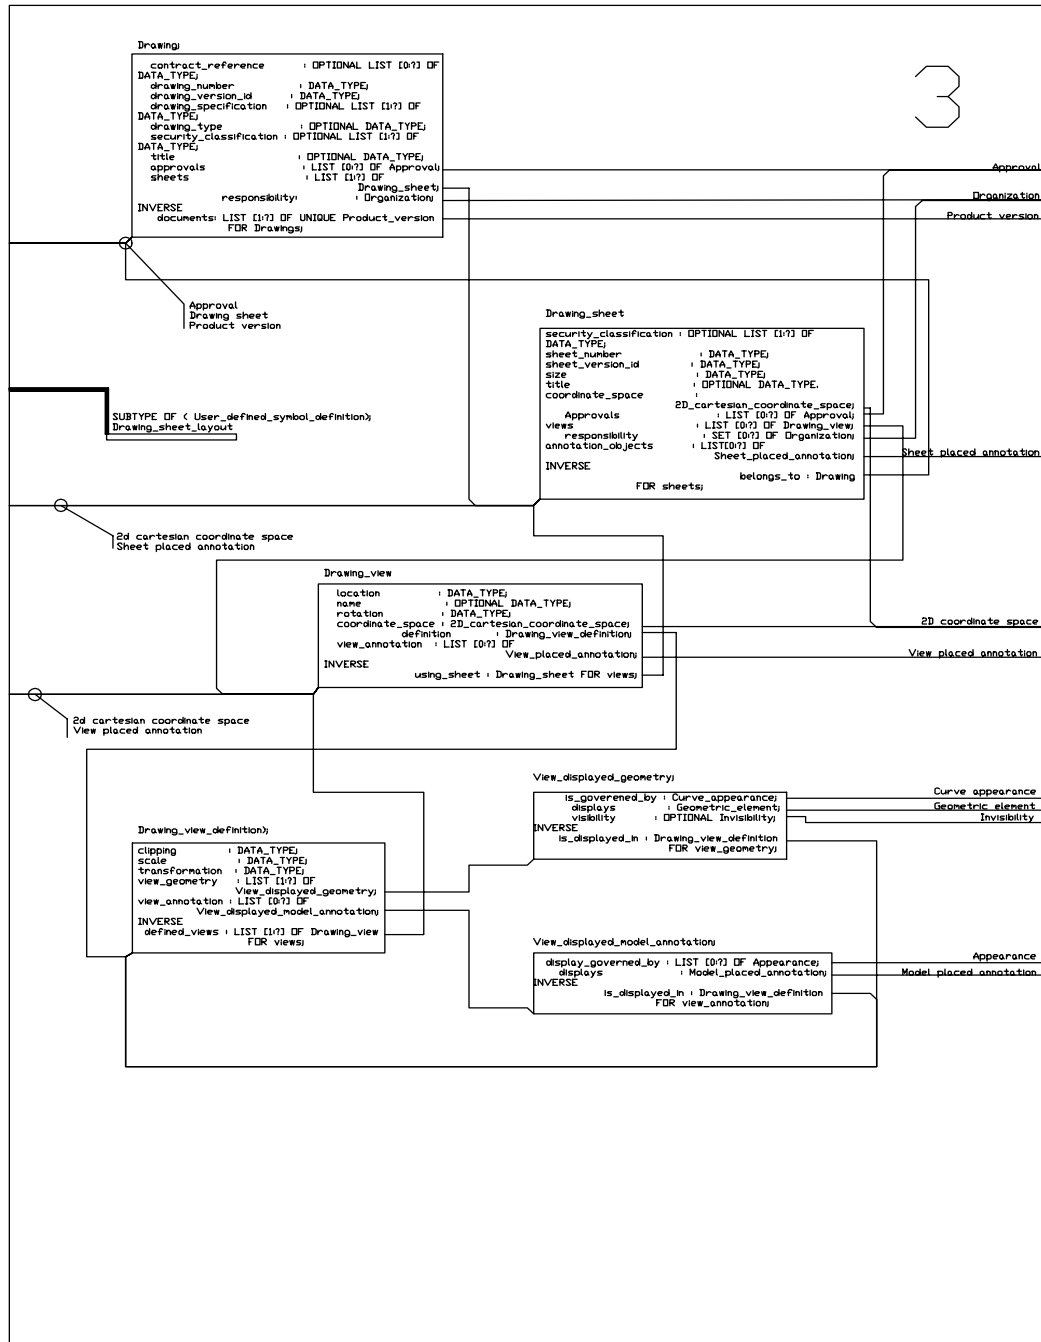 3
Drawing;
contract_reference : OPTIONAL LIST [0:?] OF
DATA_TYPE;
drawing_number : DATA_TYPE;
drawing_version_id : DATA_TYPE;
drawing_specification : OPTIONAL LIST [1:?] OF
DATA_TYPE;
drawing_type : OPTIONAL DATA_TYPE;
security_classification : OPTIONAL LIST [1:?] OF
DATA_TYPE;
title : OPTIONAL DATA_TYPE;
approvals : LIST [0:?] OF Approval;
sheets : LIST [1:?] OF
Drawing_sheet;
responsibility: : Organization;
INVERSE
documents: LIST [1:?] OF UNIQUE Product_version
FOR Drawings;
Approval
Organization
Product version
Approval
Drawing sheet
Product version
Drawing_sheet
security_classification : OPTIONAL LIST [1:?] OF
DATA_TYPE;
sheet_number : DATA_TYPE;
sheet_version_id : DATA_TYPE;
size : DATA_TYPE;
title : OPTIONAL DATA_TYPE.
coordinate_space :
2D_cartesian_coordinate_space;
Approvals : LIST [0:?] OF Approval;
views : LIST [0:?] OF Drawing_view;
responsibility : SET [0:?] OF Organization;
annotation_objects : LIST[0:?] OF
Sheet_placed_annotation;
INVERSE
belongs_to : Drawing
FOR sheets;
Sheet placed annotation
SUBTYPE OF ( User_defined_symbol_definition);
Drawing_sheet_layout
2d cartesian coordinate space
Sheet placed annotation
Drawing_view
location : DATA_TYPE;
name : OPTIONAL DATA_TYPE;
rotation : DATA_TYPE;
coordinate_space : 2D_cartesian_coordinate_space;
definition : Drawing_view_definition;
view_annotation : LIST [0:?] OF
View_placed_annotation;
INVERSE
using_sheet : Drawing_sheet FOR views;
2D coordinate space
View placed annotation
2d cartesian coordinate space
View placed annotation
View_displayed_geometry;
is_governed_by : Curve_appearance;
displays : Geometric_element;
visibility : OPTIONAL Invisibility;
INVERSE
is_displayed_in : Drawing_view_definition
FOR view_geometry;
Curve appearance
Geometric element
Invisibility
Drawing_view_definition);
clipping : DATA_TYPE;
scale : DATA_TYPE;
transformation : DATA_TYPE;
view_geometry : LIST [1:?] OF
View_displayed_geometry;
view_annotation : LIST [0:?] OF
View_displayed_model_annotation;
INVERSE
defined_views : LIST [1:?] OF Drawing_view
FOR views;
View_displayed_model_annotation;
display_governed_by : LIST [0:?] OF Appearance;
displays : Model_placed_annotation;
INVERSE
is_displayed_in : Drawing_view_definition
FOR view_annotation;
Appearance
Model placed annotation